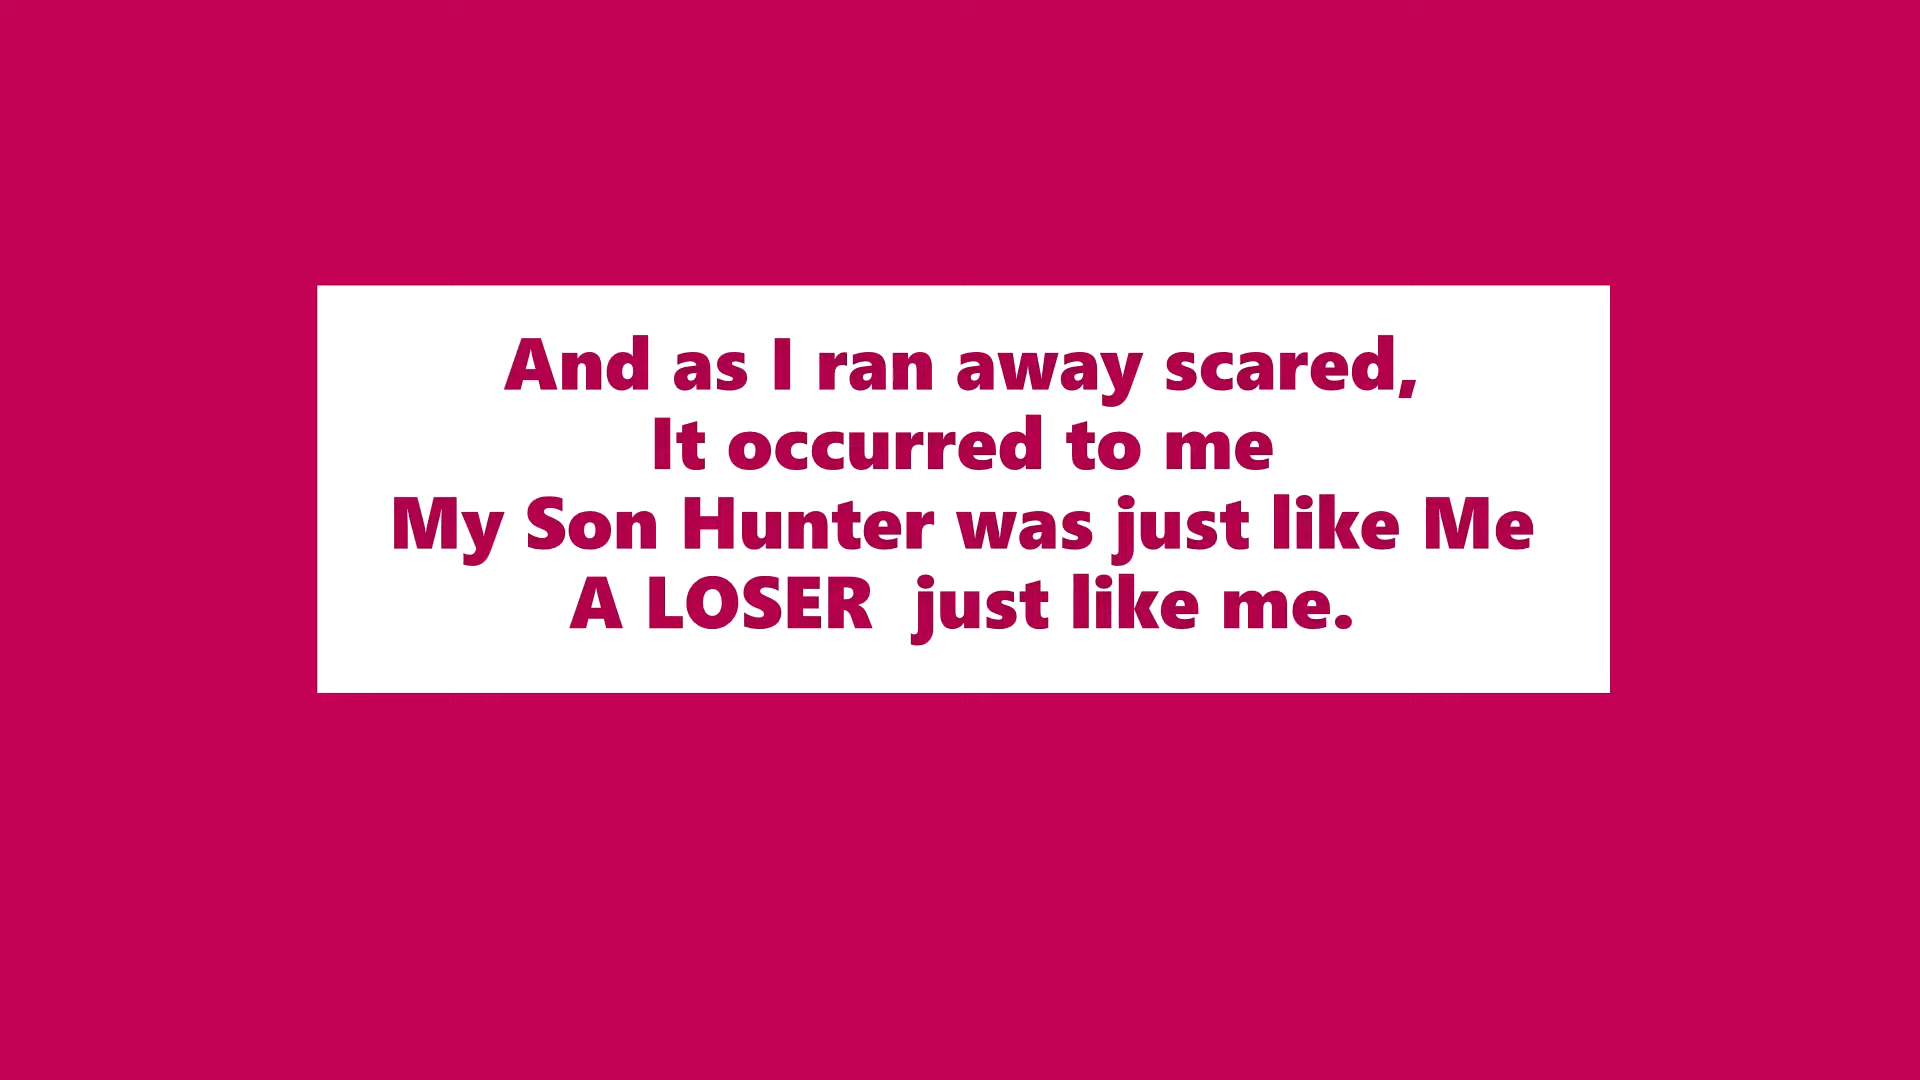 And as I ran away scared,
It occurred to me
My Son Hunter was just like Me
A LOSER  just like me.